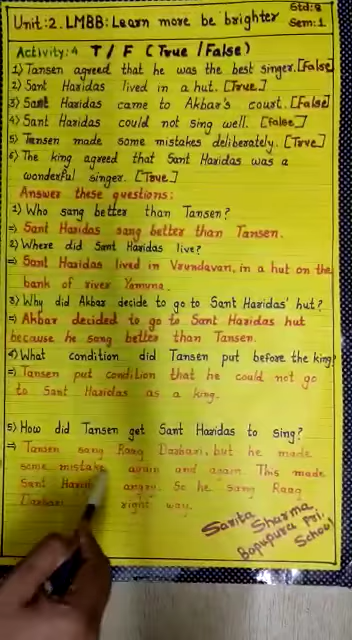 Unit:2. LMBB: Learn more be brighter
Std:8
Sem:1
Activity:4 T / F (True / False)
1) Tansen agreed that he was the best singer.[False]
2) Sant Haridas lived in a hut. [True.]
3) Sant Haridas came to Akbar's court. [False]
4) Sant Haridas could not sing well. [False]
5) Tansen made some mistakes deliberately. [True]
6) The king agreed that Sant Haridas was a
wonderful singer. [True]
Answer these questions:
1) Who sang better than Tansen?
⇒ Sant Haridas sang better than Tansen.
2) Where did Sant Haridas live?
⇒ Sant Haridas lived in Vrundavan, in a hut on the
bank of river Yamuna.
3) Why did Akbar decide to go to Sant Haridas' hut?
⇒ Akbar decided to go to Sant Haridas hut
because he sang better than Tansen.
4) What condition did Tansen put before the king?
⇒ Tansen put condition that he could not go
to Sant Haridas as a king.
5) How did Tansen get Sant Haridas to sing?
⇒ Tansen sang Raag Darbari, but he made
some mistake again and again. This made
Sant angry. So he sang Raag
Darbari right way.
Sarita Sharma
Bopapura Pri.
School